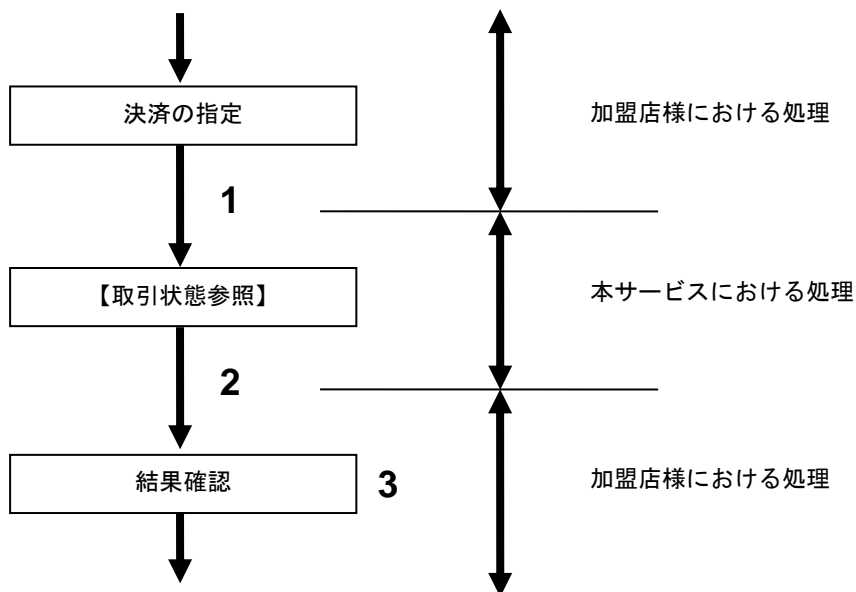 決済の指定
加盟店様における処理
1
【取引状態参照】
本サービスにおける処理
2
結果確認
3
加盟店様における処理